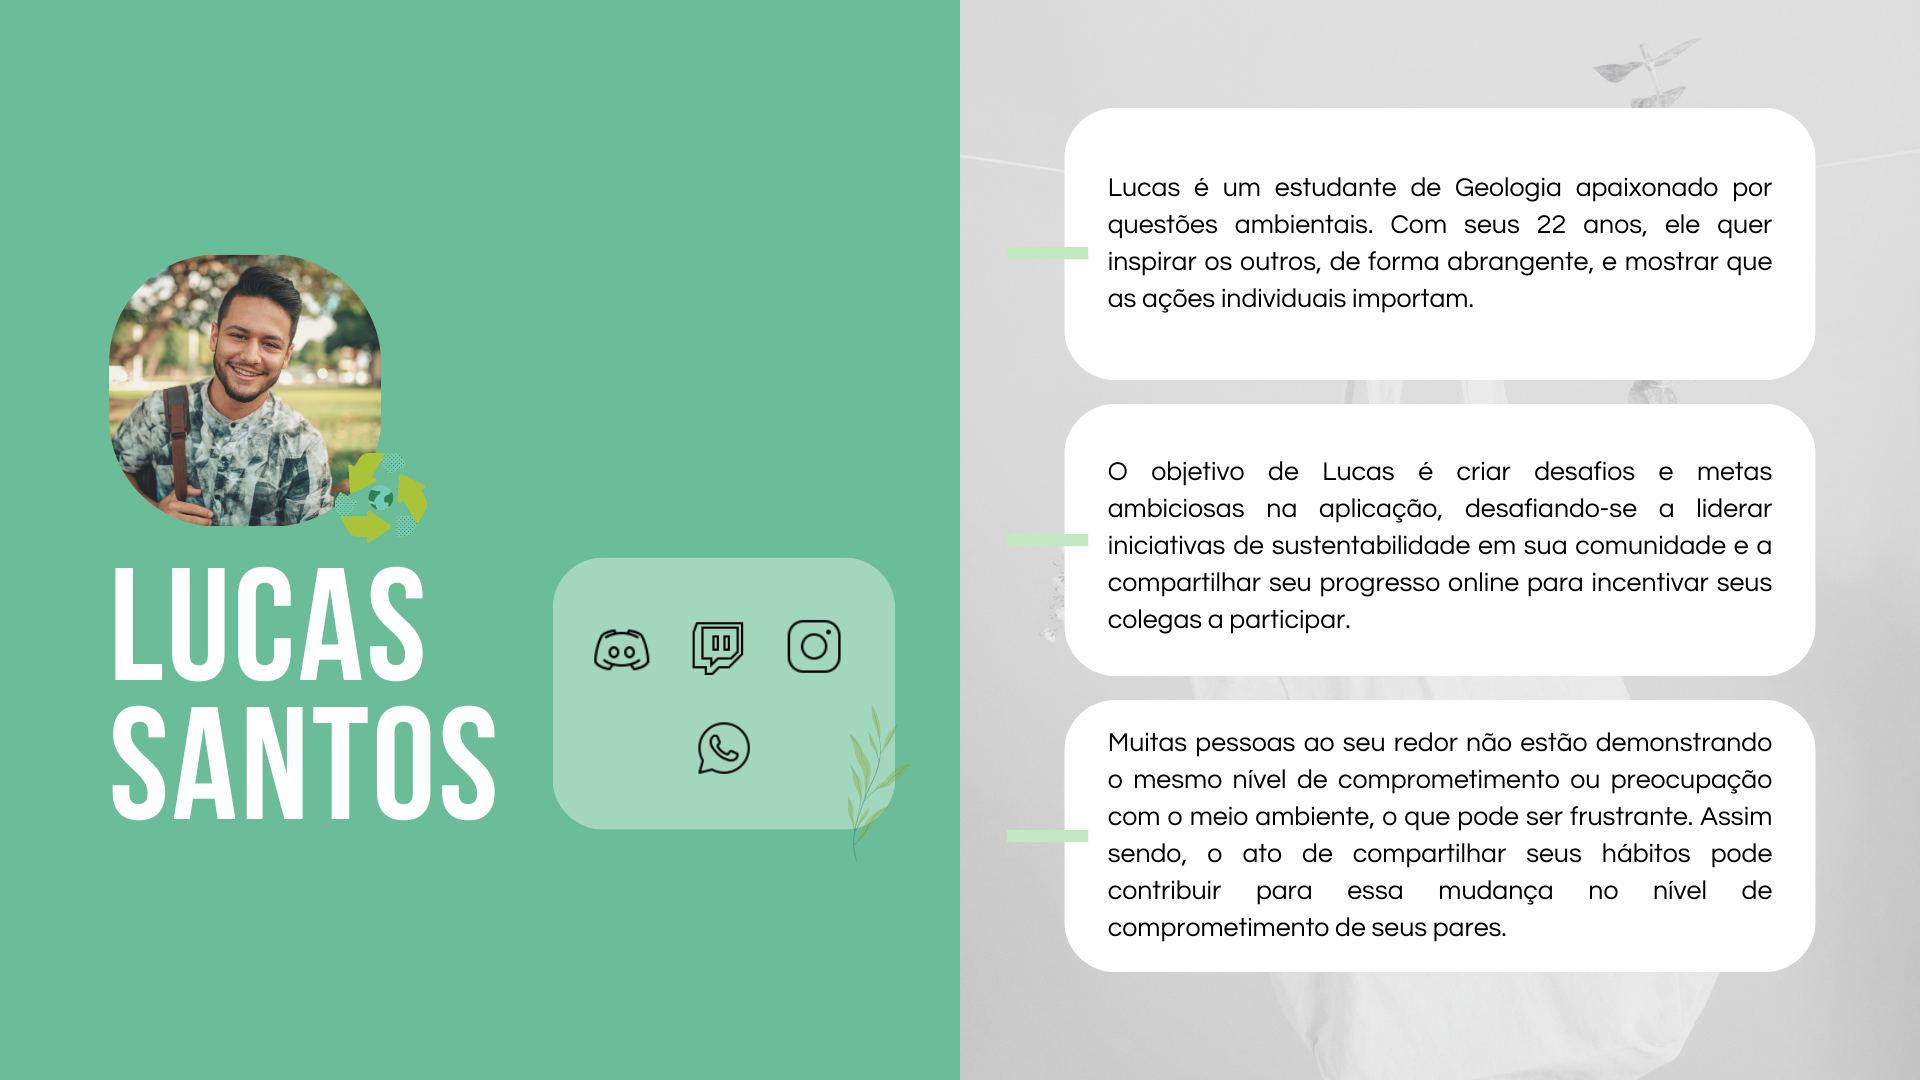 LUCAS
SANTOS
Lucas é um estudante de Geologia apaixonado por
questões ambientais. Com seus 22 anos, ele quer
inspirar os outros, de forma abrangente, e mostrar que
as ações individuais importam.
O objetivo de Lucas é criar desafios e metas
ambiciosas na aplicação, desafiando-se a liderar
iniciativas de sustentabilidade em sua comunidade e a
compartilhar seu progresso online para incentivar seus
colegas a participar.
Muitas pessoas ao seu redor não estão demonstrando
o mesmo nível de comprometimento ou preocupação
com o meio ambiente, o que pode ser frustrante. Assim
sendo, o ato de compartilhar seus hábitos pode
contribuir para essa mudança no nível de
comprometimento de seus pares.